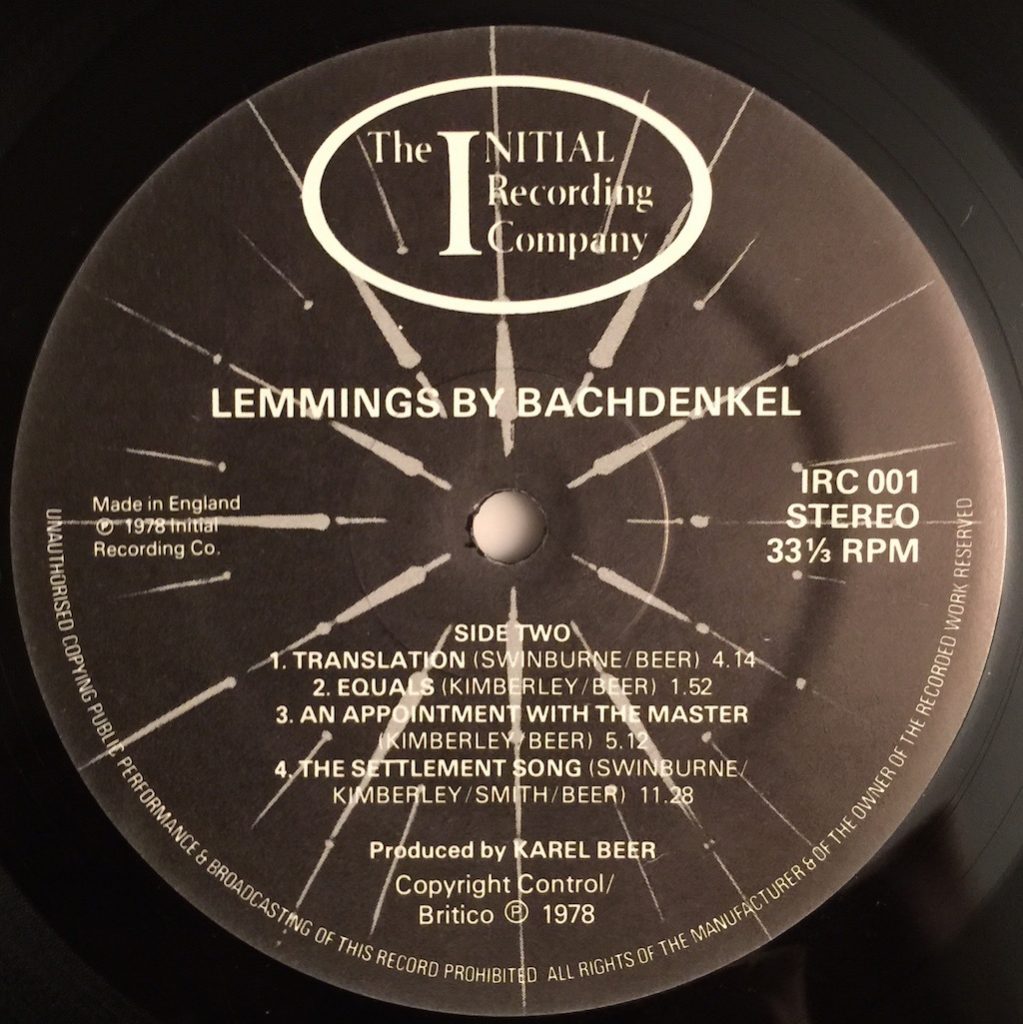 The INITIAL
Recording
Company
LEMMINGS BY BACHDENKEL
Made in England
℗ 1978 Initial
Recording Co.
IRC 001
STEREO
33⅓ RPM
SIDE TWO
1. TRANSLATION (SWINBURNE/BEER) 4.14
2. EQUALS (KIMBERLEY/BEER) 1.52
3. AN APPOINTMENT WITH THE MASTER
(KIMBERLEY/BEER) 5.12
4. THE SETTLEMENT SONG (SWINBURNE/
KIMBERLEY/SMITH/BEER) 11.28
Produced by KAREL BEER
Copyright Control/
Britico ℗ 1978
UNAUTHORISED COPYING PUBLIC PERFORMANCE & BROADCASTING OF THIS RECORD PROHIBITED ALL RIGHTS OF THE MANUFACTURER & OF THE OWNER OF THE RECORDED WORK RESERVED